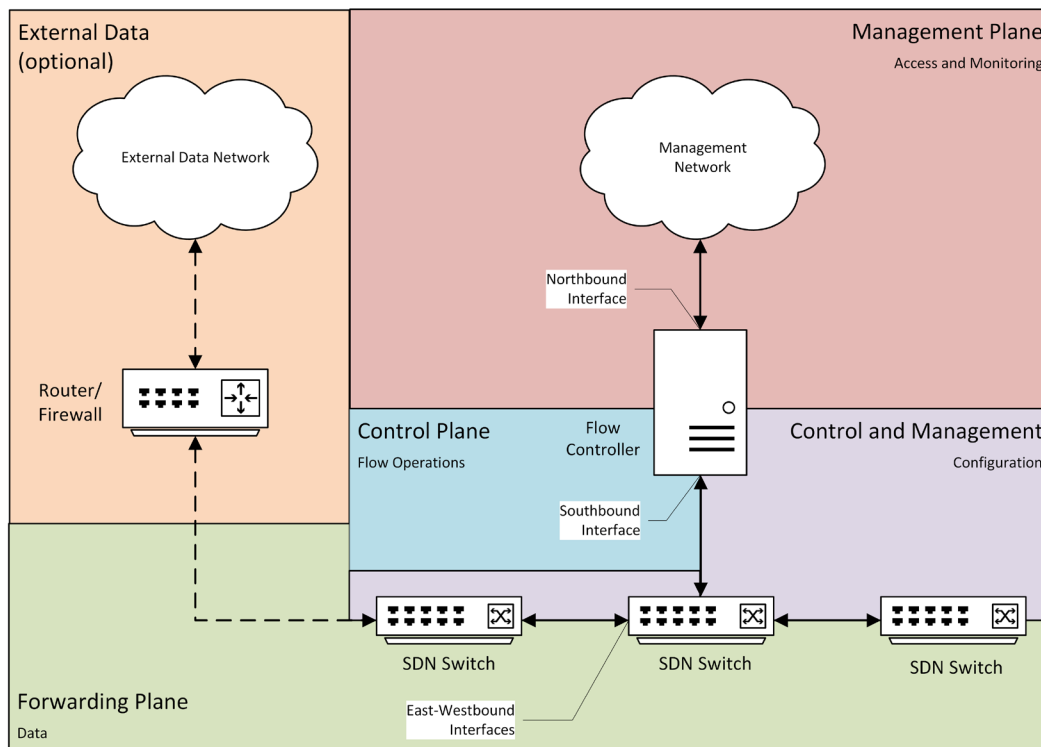 External Data
(optional)
Management Plane
Access and Monitoring
External Data Network
Management
Network
Northbound
Interface
Router/
Firewall
Control Plane
Flow Operations
Flow
Controller
Control and Management
Configuration
Southbound
Interface
SDN Switch
SDN Switch
SDN Switch
Forwarding Plane
Data
East-Westbound
Interfaces